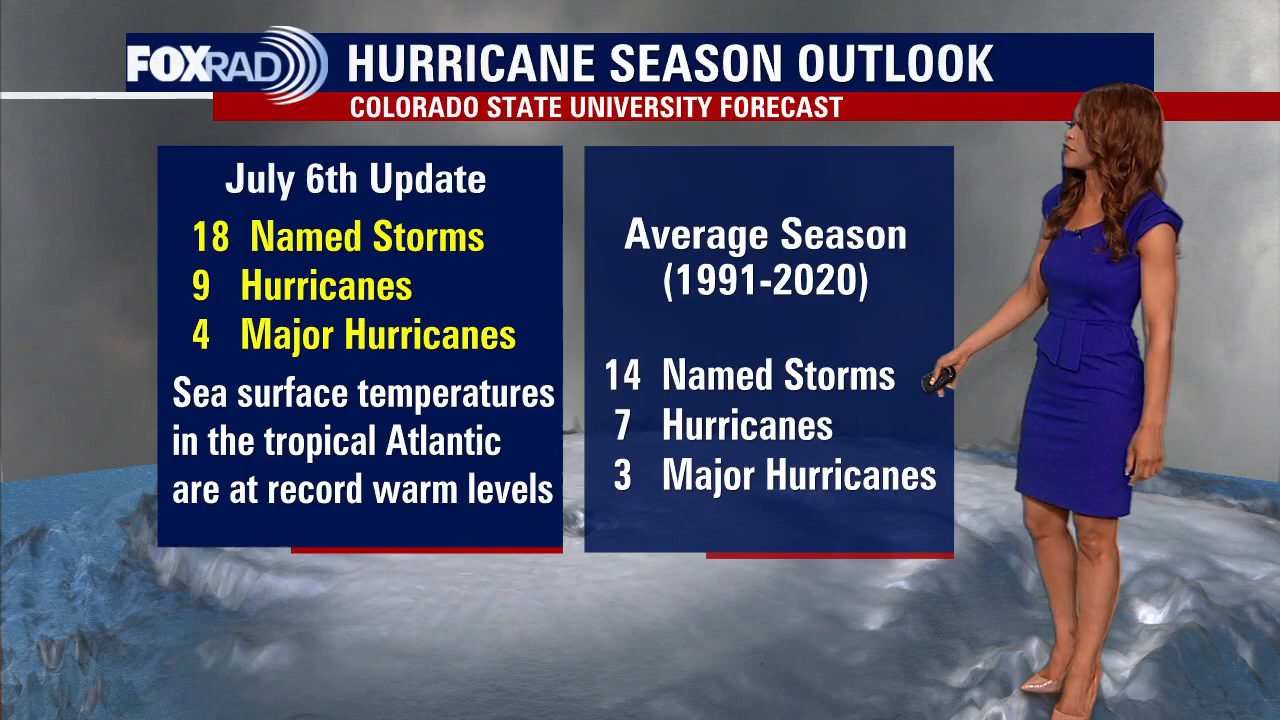 FOXRAD
HURRICANE SEASON OUTLOOK
COLORADO STATE UNIVERSITY FORECAST
July 6th Update
18 Named Storms
9 Hurricanes
4 Major Hurricanes
Sea surface temperatures
in the tropical Atlantic
are at record warm levels
Average Season
(1991-2020)
14 Named Storms
7 Hurricanes
3 Major Hurricanes